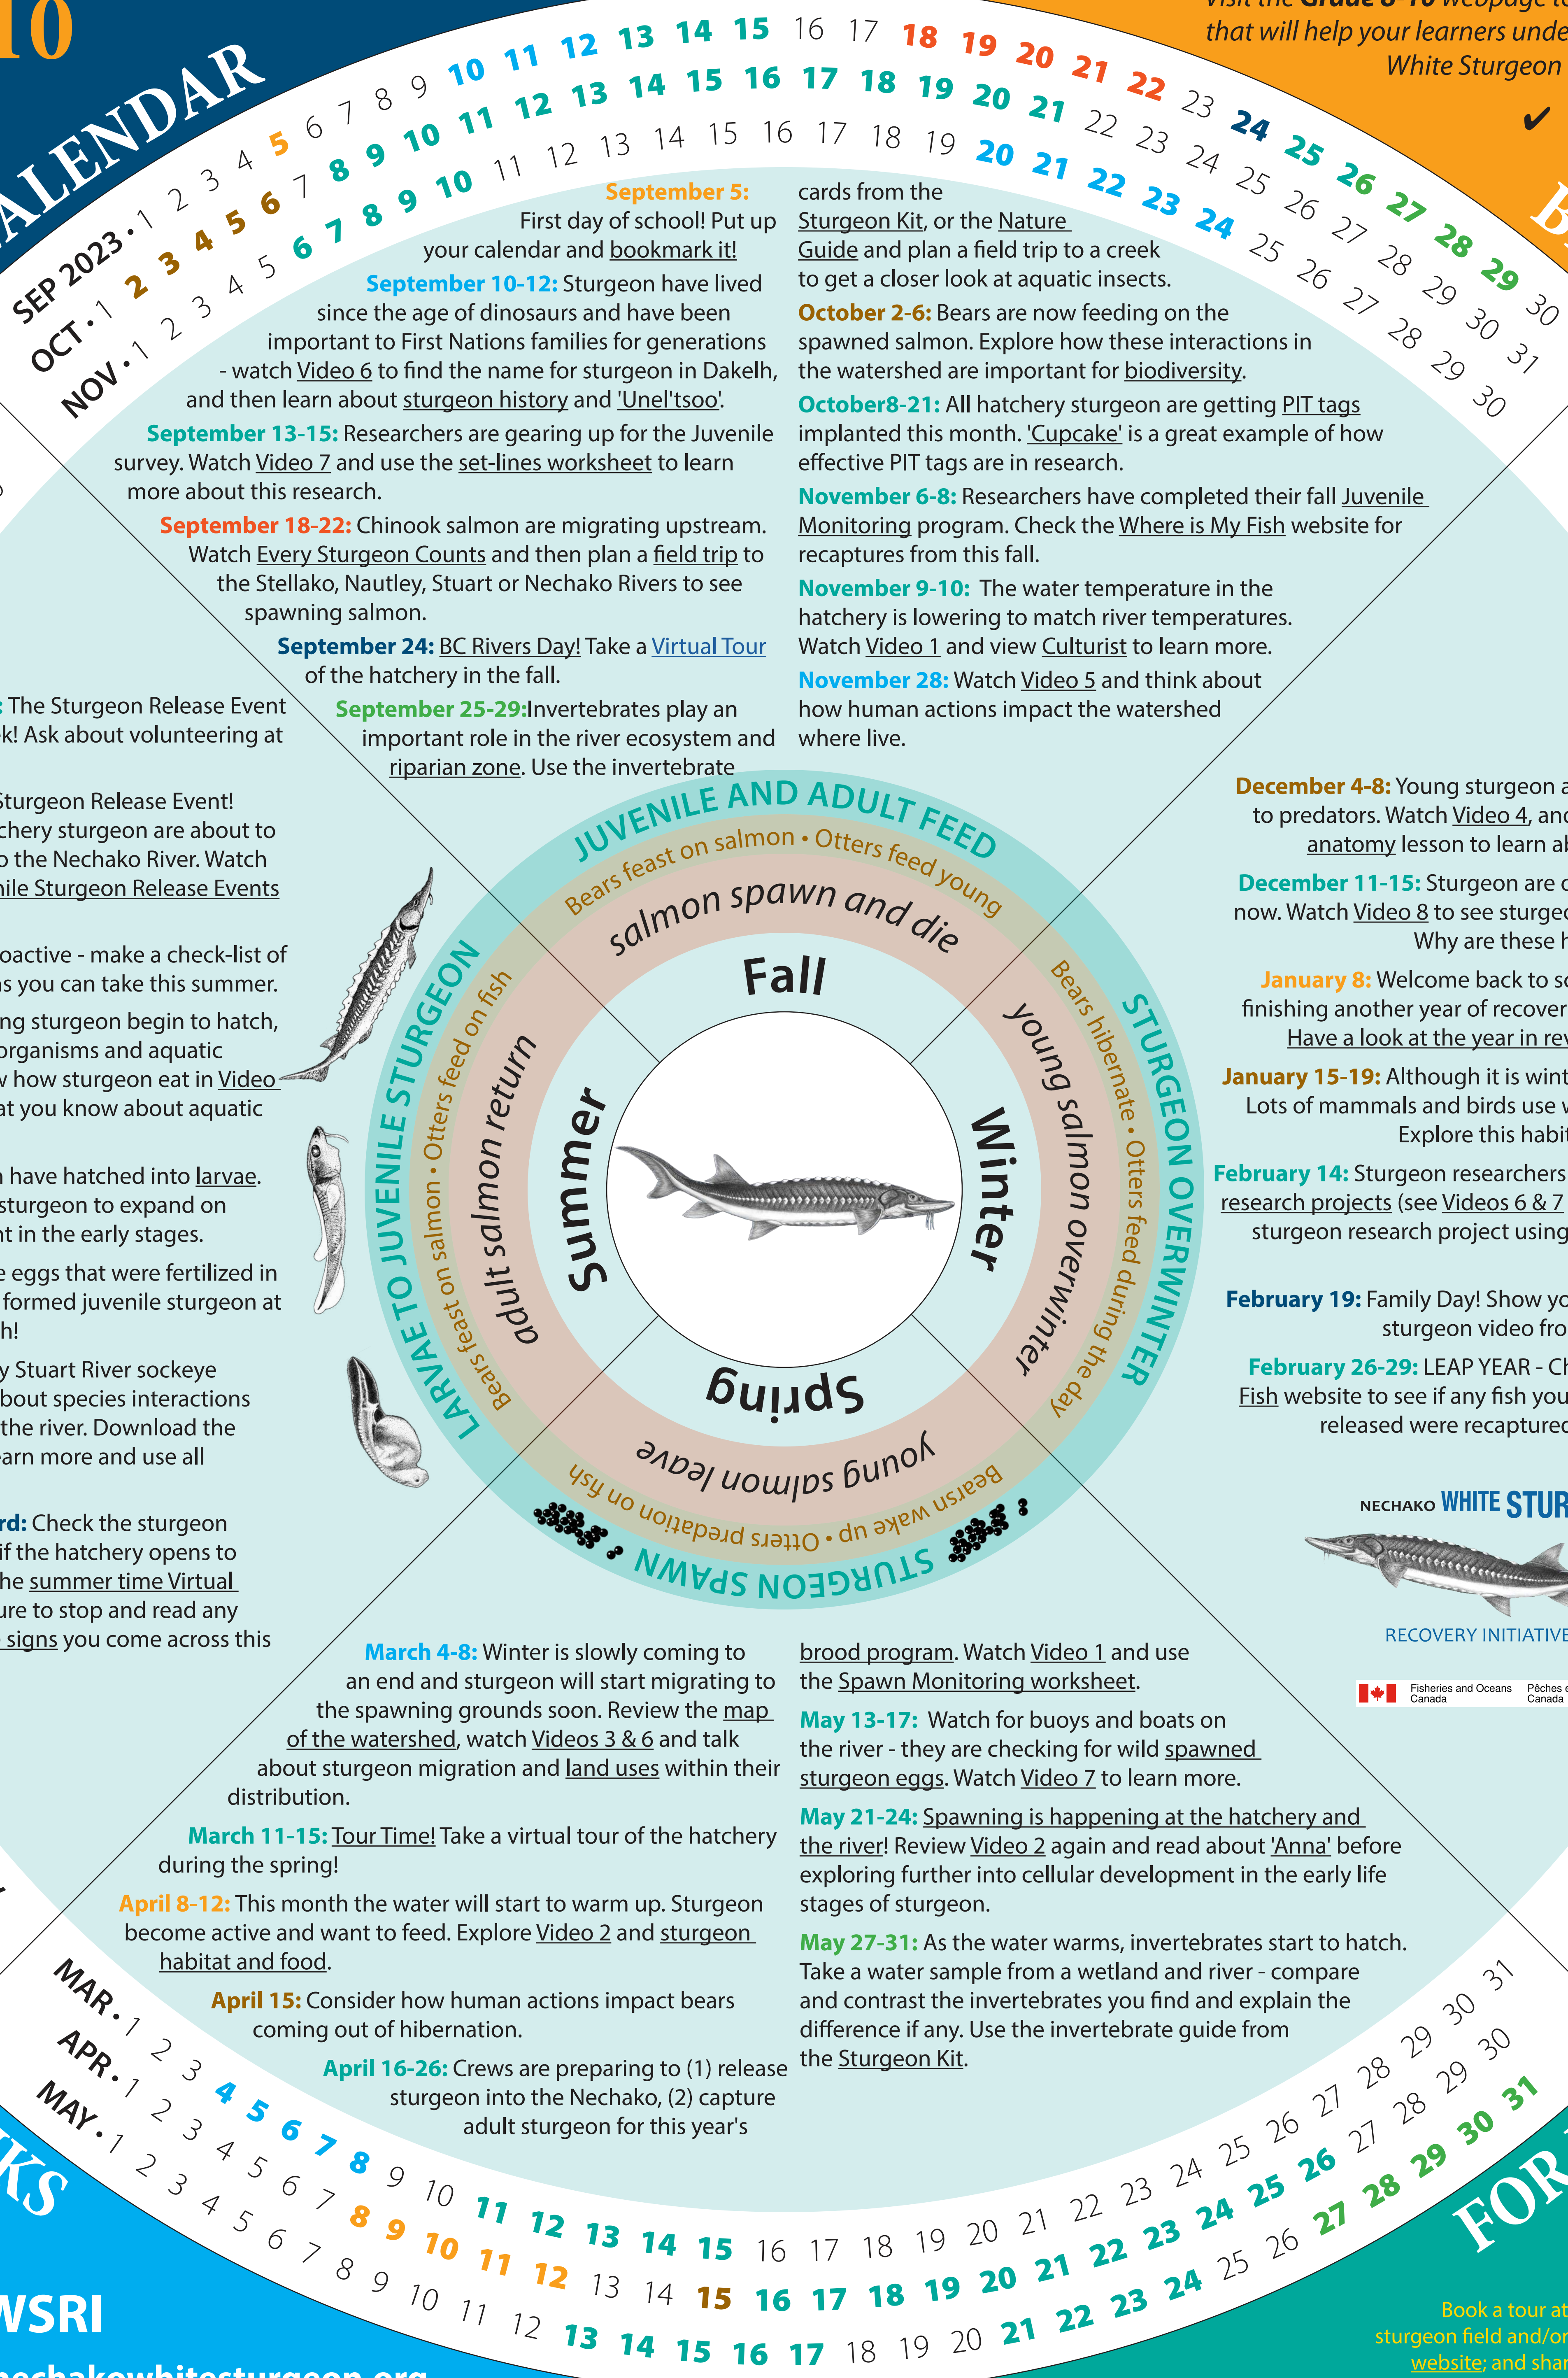 10
CALENDAR
Visit the Grade 8-10 webpage to
that will help your learners unde
White Sturgeon
✔
SEP 2023 • 1 2 3 4 5 6 7 8 9 10 11 12 13 14 15 16 17 18 19 20 21 22 23 24 25 26 27 28 29 30
OCT • 1 2 3 4 5 6 7 8 9 10 11 12 13 14 15 16 17 18 19 20 21 22 23 24 25 26 27 28 29 30 31
NOV • 1 2 3 4 5 6 7 8 9 10 11 12 13 14 15 16 17 18 19 20 21 22 23 24 25 26 27 28 29 30
September 5:
First day of school! Put up
your calendar and bookmark it!
September 10-12: Sturgeon have lived
since the age of dinosaurs and have been
important to First Nations families for generations
- watch Video 6 to find the name for sturgeon in Dakelh,
and then learn about sturgeon history and 'Unel'tsoo'.
September 13-15: Researchers are gearing up for the Juvenile
survey. Watch Video 7 and use the set-lines worksheet to learn
more about this research.
September 18-22: Chinook salmon are migrating upstream.
Watch Every Sturgeon Counts and then plan a field trip to
the Stellako, Nautley, Stuart or Nechako Rivers to see
spawning salmon.
September 24: BC Rivers Day! Take a Virtual Tour
of the hatchery in the fall.
September 25-29:Invertebrates play an
important role in the river ecosystem and
riparian zone. Use the invertebrate
cards from the
Sturgeon Kit, or the Nature
Guide and plan a field trip to a creek
to get a closer look at aquatic insects.
October 2-6: Bears are now feeding on the
spawned salmon. Explore how these interactions in
the watershed are important for biodiversity.
October8-21: All hatchery sturgeon are getting PIT tags
implanted this month. 'Cupcake' is a great example of how
effective PIT tags are in research.
November 6-8: Researchers have completed their fall Juvenile
Monitoring program. Check the Where is My Fish website for
recaptures from this fall.
November 9-10: The water temperature in the
hatchery is lowering to match river temperatures.
Watch Video 1 and view Culturist to learn more.
November 28: Watch Video 5 and think about
how human actions impact the watershed
where live.
: The Sturgeon Release Event
k! Ask about volunteering at
Sturgeon Release Event!
chery sturgeon are about to
o the Nechako River. Watch
nile Sturgeon Release Events
oactive - make a check-list of
as you can take this summer.
ng sturgeon begin to hatch,
organisms and aquatic
w how sturgeon eat in Video
at you know about aquatic
n have hatched into larvae.
sturgeon to expand on
nt in the early stages.
e eggs that were fertilized in
formed juvenile sturgeon at
h!
y Stuart River sockeye
bout species interactions
the river. Download the
earn more and use all
rd: Check the sturgeon
if the hatchery opens to
he summer time Virtual
ure to stop and read any
e signs you come across this
JUVENILE AND ADULT FEED
Bears feast on salmon • Otters feed young
salmon spawn and die
Fall
STURGEON OVERWINTER
Bears hibernate • Otters feed during the day
young salmon overwinter
Winter
STURGEON SPAWN
Bearsn wake up • Otters predation on fish
young salmon leave
Spring
LARVAE TO JUVENILE STURGEON
Bears feast on salmon • Otters feed on fish
adult salmon return
Summer
December 4-8: Young sturgeon a
to predators. Watch Video 4, and
anatomy lesson to learn ab
December 11-15: Sturgeon are o
now. Watch Video 8 to see sturgeo
Why are these h
January 8: Welcome back to sc
finishing another year of recover
Have a look at the year in rev
January 15-19: Although it is wint
Lots of mammals and birds use w
Explore this habit
February 14: Sturgeon researchers
research projects (see Videos 6 & 7
sturgeon research project using
February 19: Family Day! Show yo
sturgeon video fro
February 26-29: LEAP YEAR - Ch
Fish website to see if any fish you
released were recaptured
NECHAKO WHITE STUR
RECOVERY INITIATIVE
Fisheries and Oceans Pêches e
Canada Canada
March 4-8: Winter is slowly coming to
an end and sturgeon will start migrating to
the spawning grounds soon. Review the map
of the watershed, watch Videos 3 & 6 and talk
about sturgeon migration and land uses within their
distribution.
March 11-15: Tour Time! Take a virtual tour of the hatchery
during the spring!
April 8-12: This month the water will start to warm up. Sturgeon
become active and want to feed. Explore Video 2 and sturgeon
habitat and food.
April 15: Consider how human actions impact bears
coming out of hibernation.
April 16-26: Crews are preparing to (1) release
sturgeon into the Nechako, (2) capture
adult sturgeon for this year's
brood program. Watch Video 1 and use
the Spawn Monitoring worksheet.
May 13-17: Watch for buoys and boats on
the river - they are checking for wild spawned
sturgeon eggs. Watch Video 7 to learn more.
May 21-24: Spawning is happening at the hatchery and
the river! Review Video 2 again and read about 'Anna' before
exploring further into cellular development in the early life
stages of sturgeon.
May 27-31: As the water warms, invertebrates start to hatch.
Take a water sample from a wetland and river - compare
and contrast the invertebrates you find and explain the
difference if any. Use the invertebrate guide from
the Sturgeon Kit.
MAR • 1 2 3 4 5 6 7 8 9 10 11 12 13 14 15 16 17 18 19 20 21 22 23 24 25 26 27 28 29 30 31
APR • 1 2 3 4 5 6 7 8 9 10 11 12 13 14 15 16 17 18 19 20 21 22 23 24 25 26 27 28 29 30
MAY • 1 2 3 4 5 6 7 8 9 10 11 12 13 14 15 16 17 18 19 20 21 22 23 24 25 26 27 28 29 30 31
NKS
WSRI
nechakowhitesturgeon.org
FOR
Book a tour at
sturgeon field and/or
website; and shar